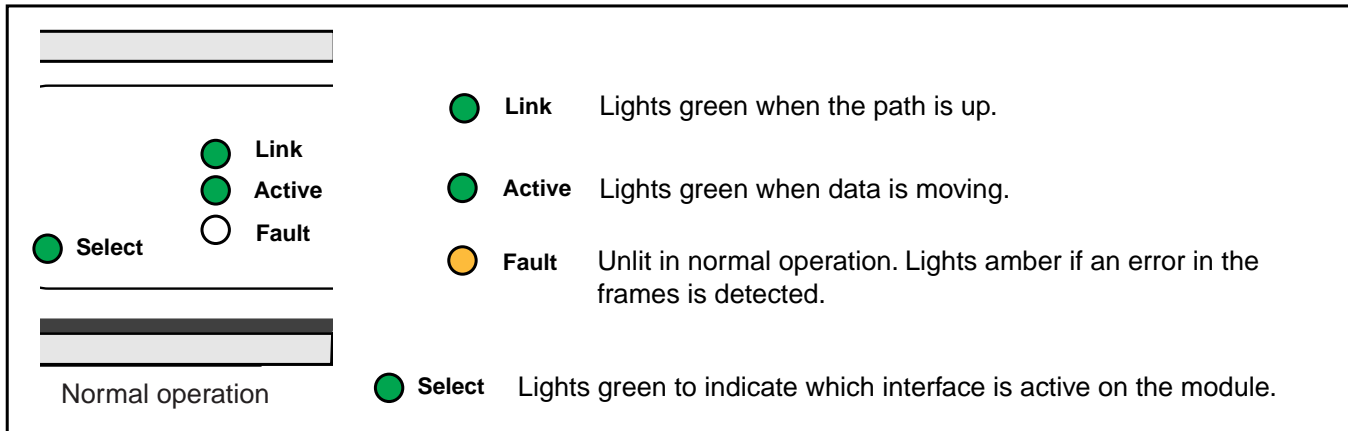 Link
Active
Fault
Select
Normal operation
Link Lights green when the path is up.
Active Lights green when data is moving.
Fault Unlit in normal operation. Lights amber if an error in the
frames is detected.
Select Lights green to indicate which interface is active on the module.